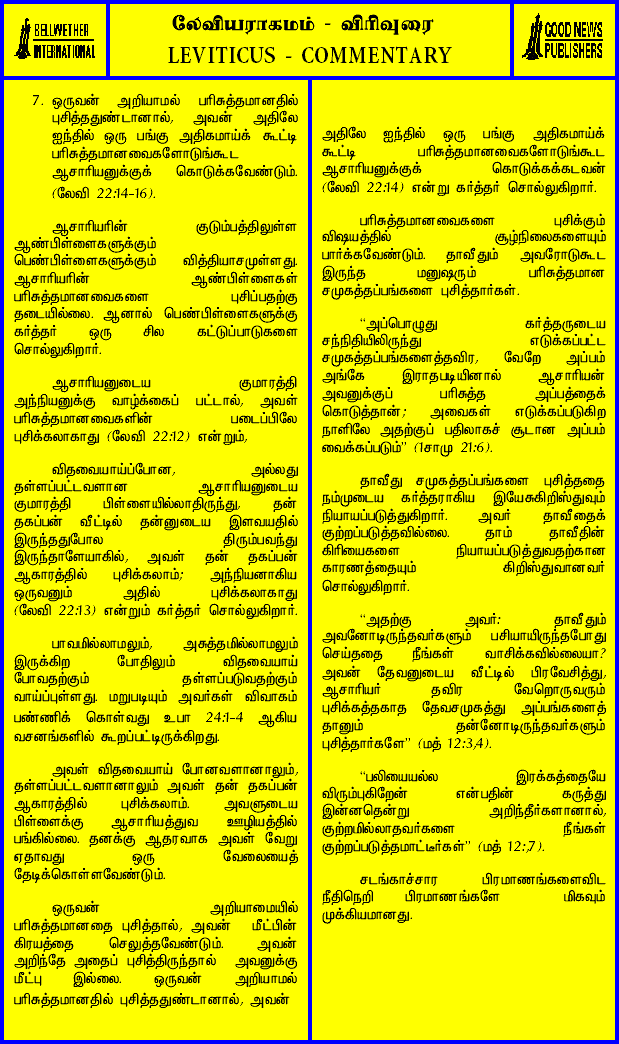 BELLWETHER
INTERNATIONAL
லேவியராகமம் - விரிவுரை
LEVITICUS - COMMENTARY
GOOD NEWS
PUBLISHERS
7. ஒருவன் அறியாமல் பரிசுத்தமானதில்
புசித்ததுண்டானால், அவன் அதிலே
ஐந்தில் ஒரு பங்கு அதிகமாய்க் கூட்டி
பரிசுத்தமானவைகளோடுங்கூட
ஆசாரியனுக்குக் கொடுக்கவேண்டும்.
(லேவி 22:14-16).
ஆசாரியரின் குடும்பத்திலுள்ள
ஆண்பிள்ளைகளுக்கும்
பெண்பிள்ளைகளுக்கும் வித்தியாசமுள்ளது.
ஆசாரியரின் ஆண்பிள்ளைகள்
பரிசுத்தமானவைகளை புசிப்பதற்கு
தடையில்லை. ஆனால் பெண்பிள்ளைகளுக்கு
கர்த்தர் ஒரு சில கட்டுப்பாடுகளை
சொல்லுகிறார்.
ஆசாரியனுடைய குமாரத்தி
அந்நியனுக்கு வாழ்க்கைப் பட்டால், அவள்
பரிசுத்தமானவைகளின் படைப்பிலே
புசிக்கலாகாது (லேவி 22:12) என்றும்,
விதவையாய்ப்போன, அல்லது
தள்ளப்பட்டவளான ஆசாரியனுடைய
குமாரத்தி பிள்ளையில்லாதிருந்து, தன்
தகப்பன் வீட்டில் தன்னுடைய இளவயதில்
இருந்ததுபோல திரும்பவந்து
இருந்தாளேயாகில், அவள் தன் தகப்பன்
ஆகாரத்தில் புசிக்கலாம்; அந்நியனாகிய
ஒருவனும் அதில் புசிக்கலாகாது
(லேவி 22:13) என்றும் கர்த்தர் சொல்லுகிறார்.
பாவமில்லாமலும், அசுத்தமில்லாமலும்
இருக்கிற போதிலும் விதவையாய்
போவதற்கும் தள்ளப்படுவதற்கும்
வாய்ப்புள்ளது. மறுபடியும் அவர்கள் விவாகம்
பண்ணிக் கொள்வது உபா 24:1-4 ஆகிய
வசனங்களில் கூறப்பட்டிருக்கிறது.
அவள் விதவையாய் போனவளானாலும்,
தள்ளப்பட்டவளானாலும் அவள் தன் தகப்பன்
ஆகாரத்தில் புசிக்கலாம். அவளுடைய
பிள்ளைக்கு ஆசாரியத்துவ ஊழியத்தில்
பங்கில்லை. தனக்கு ஆதரவாக அவள் வேறு
ஏதாவது ஒரு வேலையைத்
தேடிக்கொள்ளவேண்டும்.
ஒருவன் அறியாமையில்
பரிசுத்தமானதை புசித்தால், அவன் மீட்பின்
கிரயத்தை செலுத்தவேண்டும். அவன்
அறிந்தே அதைப் புசித்திருந்தால் அவனுக்கு
மீட்பு இல்லை. ஒருவன் அறியாமல்
பரிசுத்தமானதில் புசித்ததுண்டானால், அவன்
அதிலே ஐந்தில் ஒரு பங்கு அதிகமாய்க்
கூட்டி பரிசுத்தமானவைகளோடுங்கூட
ஆசாரியனுக்குக் கொடுக்கக்கடவன்
(லேவி 22:14) என்று கர்த்தர் சொல்லுகிறார்.
பரிசுத்தமானவைகளை புசிக்கும்
விஷயத்தில் சூழ்நிலைகளையும்
பார்க்கவேண்டும். தாவீதும் அவரோடுகூட
இருந்த மனுஷரும் பரிசுத்தமான
சமுகத்தப்பங்களை புசித்தார்கள்.
“அப்பொழுது கர்த்தருடைய
சந்நிதியிலிருந்து எடுக்கப்பட்ட
சமுகத்தப்பங்களைத்தவிர, வேறே அப்பம்
அங்கே இராதபடியினால் ஆசாரியன்
அவனுக்குப் பரிசுத்த அப்பத்தைக்
கொடுத்தான்; அவைகள் எடுக்கப்படுகிற
நாளிலே அதற்குப் பதிலாகச் சூடான அப்பம்
வைக்கப்படும்” (1சாமு 21:6).
தாவீது சமுகத்தப்பங்களை புசித்ததை
நம்முடைய கர்த்தராகிய இயேசுகிறிஸ்துவும்
நியாயப்படுத்துகிறார். அவர் தாவீதைக்
குற்றப்படுத்தவில்லை. தாம் தாவீதின்
கிரியைகளை நியாயப்படுத்துவதற்கான
காரணத்தையும் கிறிஸ்துவானவர்
சொல்லுகிறார்.
“அதற்கு அவர்: தாவீதும்
அவனோடிருந்தவர்களும் பசியாயிருந்தபோது
செய்ததை நீங்கள் வாசிக்கவில்லையா?
அவன் தேவனுடைய வீட்டில் பிரவேசித்து,
ஆசாரியர் தவிர வேறொருவரும்
புசிக்கத்தகாத தேவசமுகத்து அப்பங்களைத்
தானும் தன்னோடிருந்தவர்களும்
புசித்தார்களே” (மத் 12:3,4).
“பலியையல்ல இரக்கத்தையே
விரும்புகிறேன் என்பதின் கருத்து
இன்னதென்று அறிந்தீர்களானால்,
குற்றமில்லாதவர்களை நீங்கள்
குற்றப்படுத்தமாட்டீர்கள்” (மத் 12:,7).
சடங்காச்சார பிரமாணங்களைவிட
நீதிநெறி பிரமாணங்களே மிகவும்
முக்கியமானது.